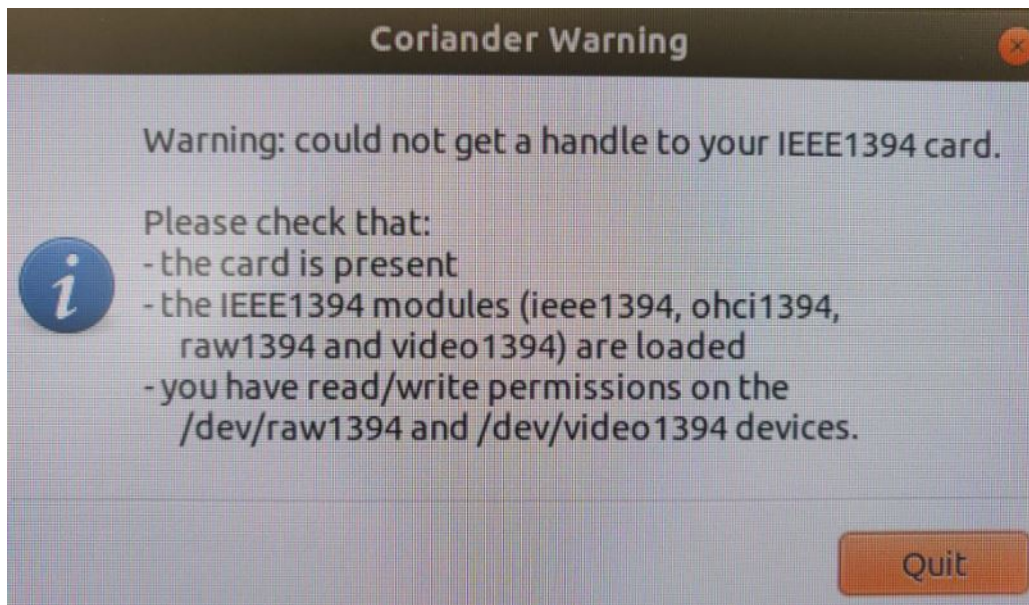 Coriander Warning
Warning: could not get a handle to your IEEE1394 card.
Please check that:
- the card is present
- the IEEE1394 modules (ieee1394, ohci1394,
raw1394 and video1394) are loaded
- you have read/write permissions on the
/dev/raw1394 and /dev/video1394 devices.
Quit